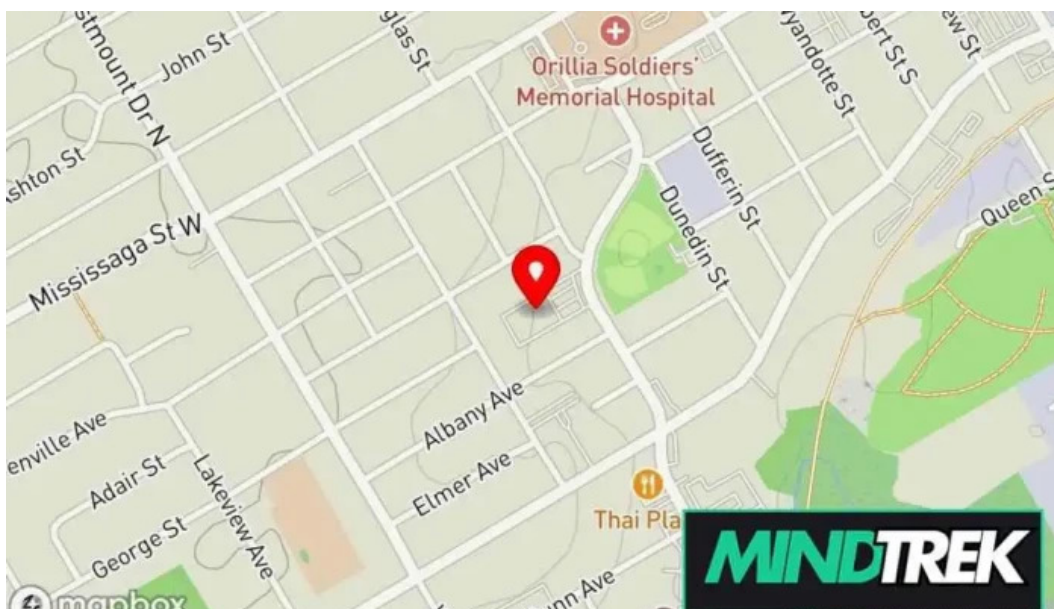 John St
Orillia Soldiers'
Memorial Hospital
Mississaga St W
Dufferin St
Dunedin St
Albany Ave
Elmer Ave
Adair St
George St
Lakeview Ave
Thai Pla
MINDTREK
mapbox